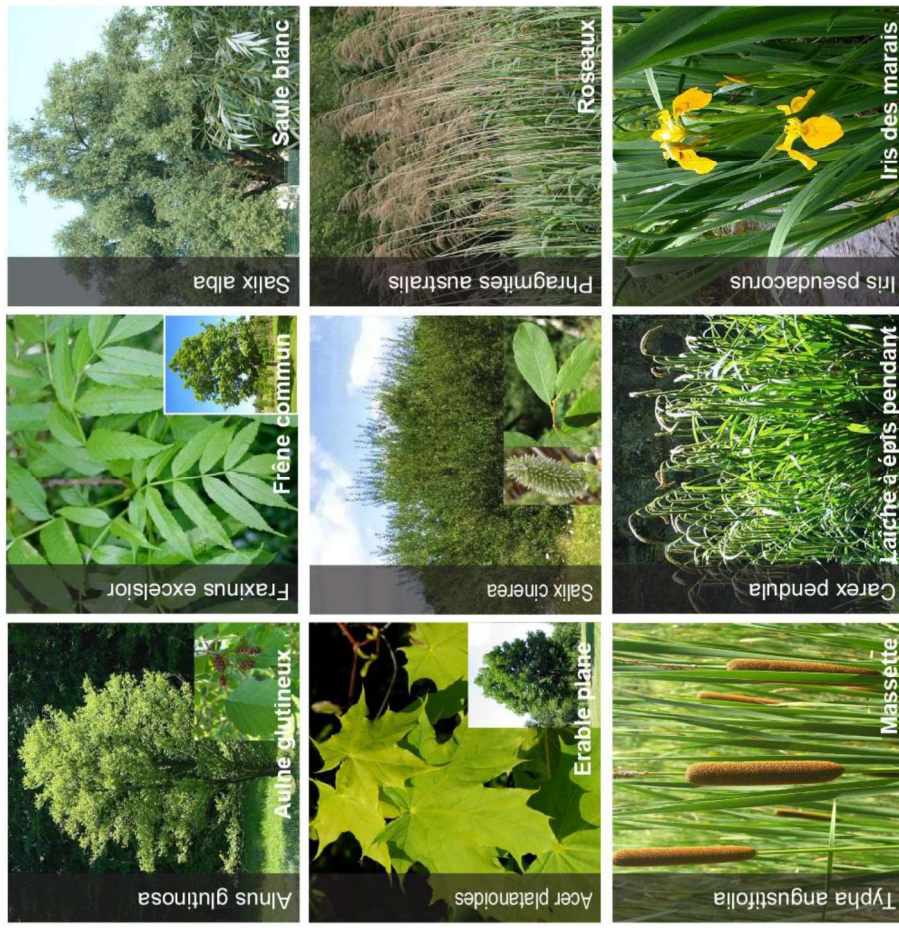 Salix alba
Saule blanc
Phragmites australis
Roseaux
Iris pseudacorus
Iris des marais
Fraxinus excelsior
Frêne commun
Salix cinerea
Carex pendula
Laîche à épis pendant
Alnus glutinosa
Aulne glutineux
Acer platanoides
Erable plane
Typha angustifolia
Massette